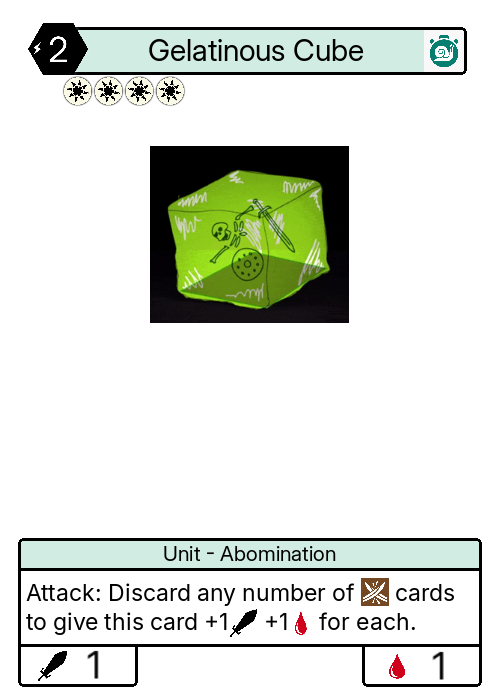 2
Gelatinous Cube
Unit - Abomination
Attack: Discard any number of cards
to give this card +1 +1 for each.
1
1